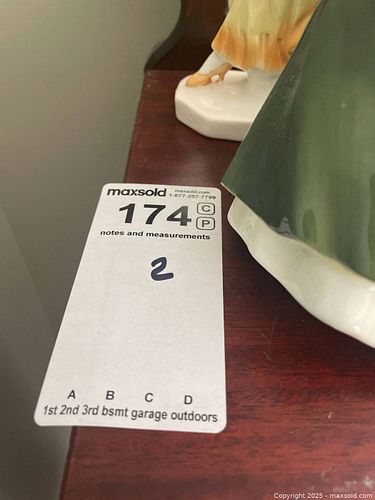 maxsold maxsold.com
1-877-257-7799
174 C
P
notes and measurements
2
A B C D
1st 2nd 3rd bsmt garage outdoors
Copyright 2025 - maxsold.com